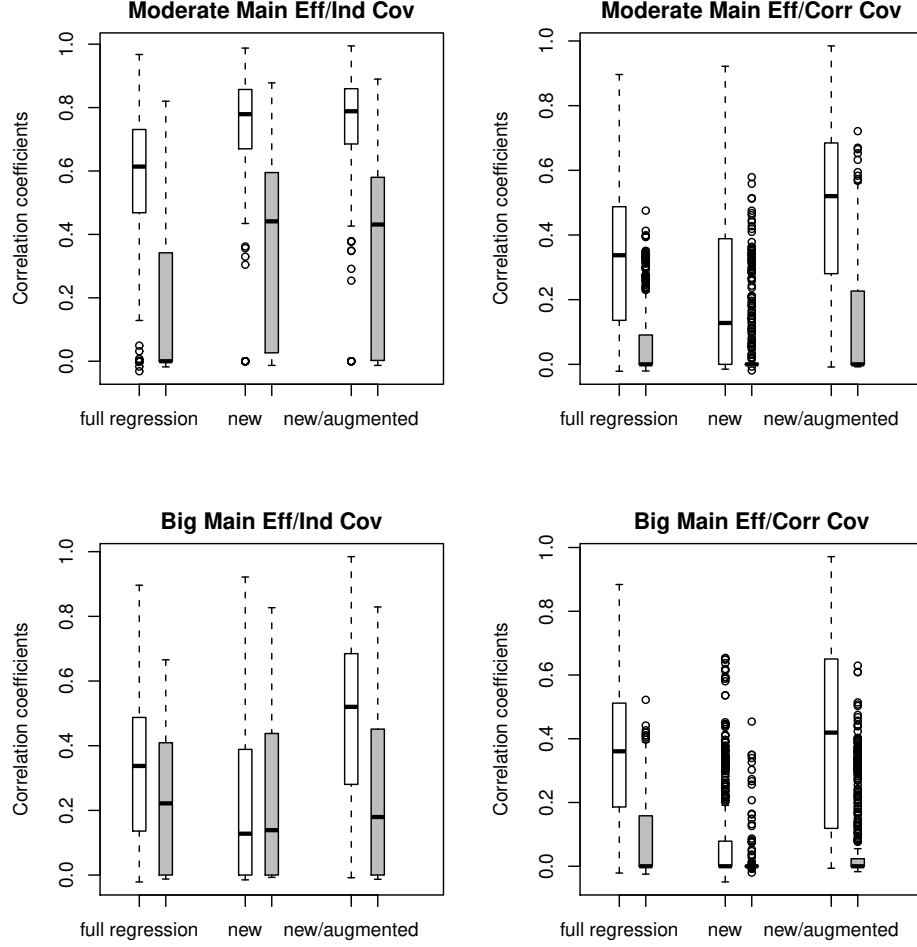 Moderate Main Eff/Ind Cov
Correlation coefficients
0.0 0.2 0.4 0.6 0.8 1.0
full regression new new/augmented
Moderate Main Eff/Corr Cov
Correlation coefficients
0.0 0.2 0.4 0.6 0.8 1.0
full regression new new/augmented
Big Main Eff/Ind Cov
Correlation coefficients
0.0 0.2 0.4 0.6 0.8 1.0
full regression new new/augmented
Big Main Eff/Corr Cov
Correlation coefficients
0.0 0.2 0.4 0.6 0.8 1.0
full regression new new/augmented